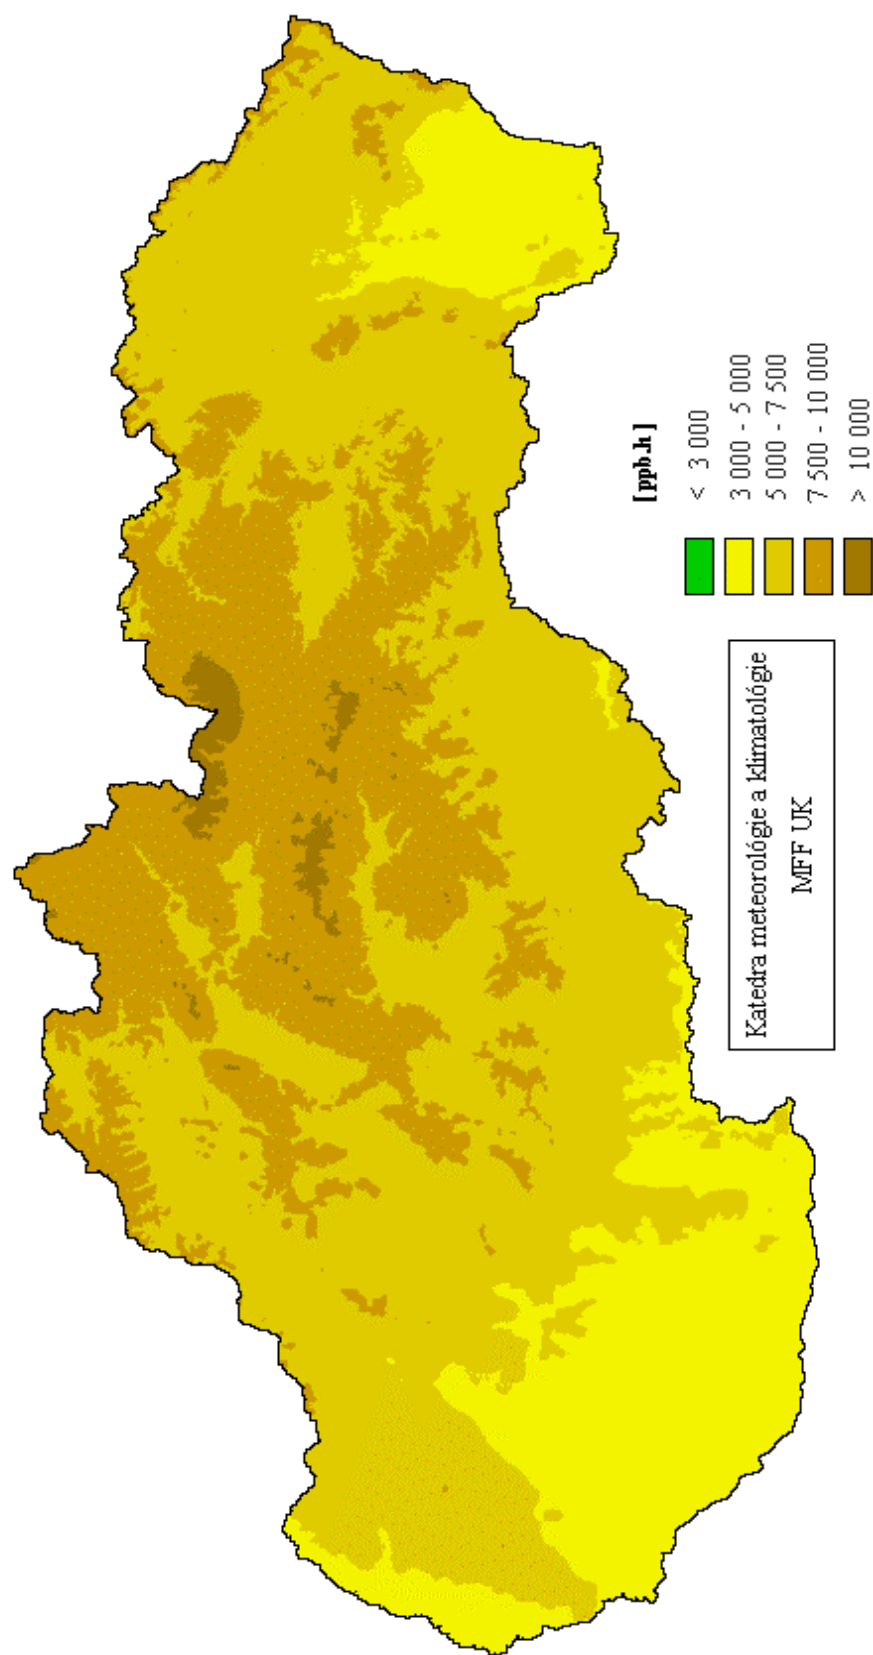 [ppb.h]
< 3 000
3 000 - 5 000
5 000 - 7 500
7 500 - 10 000
> 10 000
Katedra meteorológie a klimatológie
MFF UK